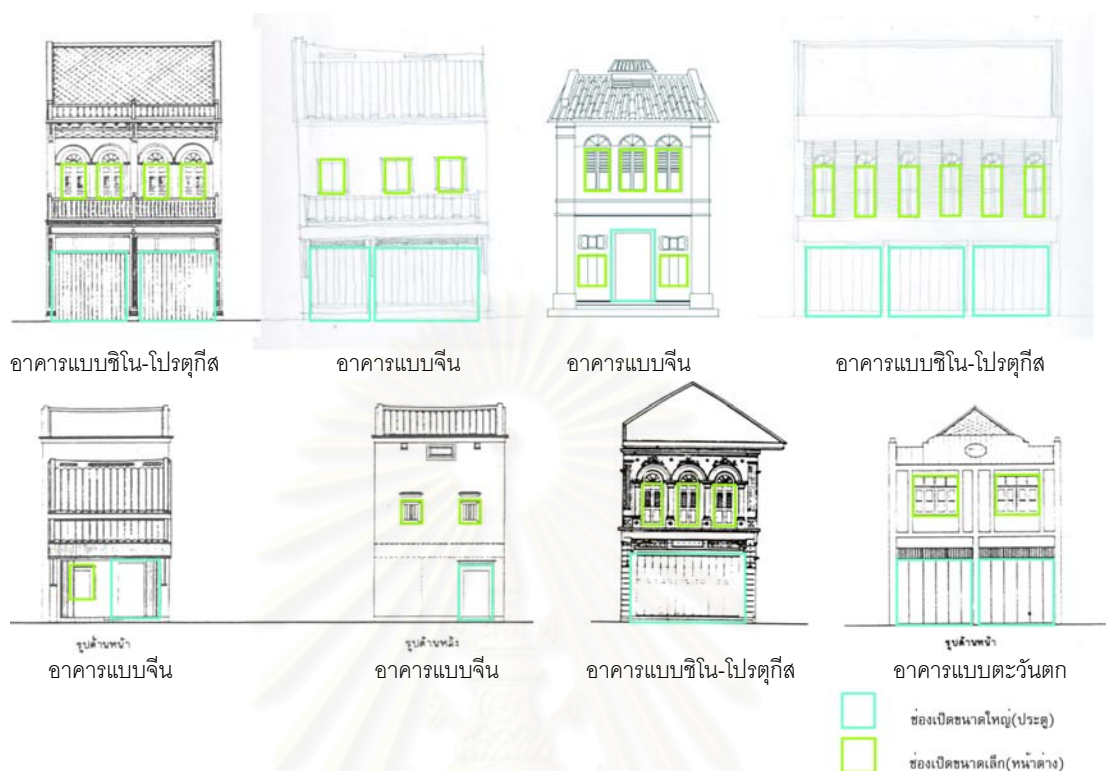 อาคารแบบชิโน-โปรตุกีส อาคารแบบจีน อาคารแบบจีน อาคารแบบชิโน-โปรตุกีส
รูปด้านหน้า รูปด้านหลัง รูปด้านหน้า
อาคารแบบจีน อาคารแบบจีน อาคารแบบชิโน-โปรตุกีส อาคารแบบตะวันตก
ช่องเปิดขนาดใหญ่(ประตู)
ช่องเปิดขนาดเล็ก(หน้าต่าง)